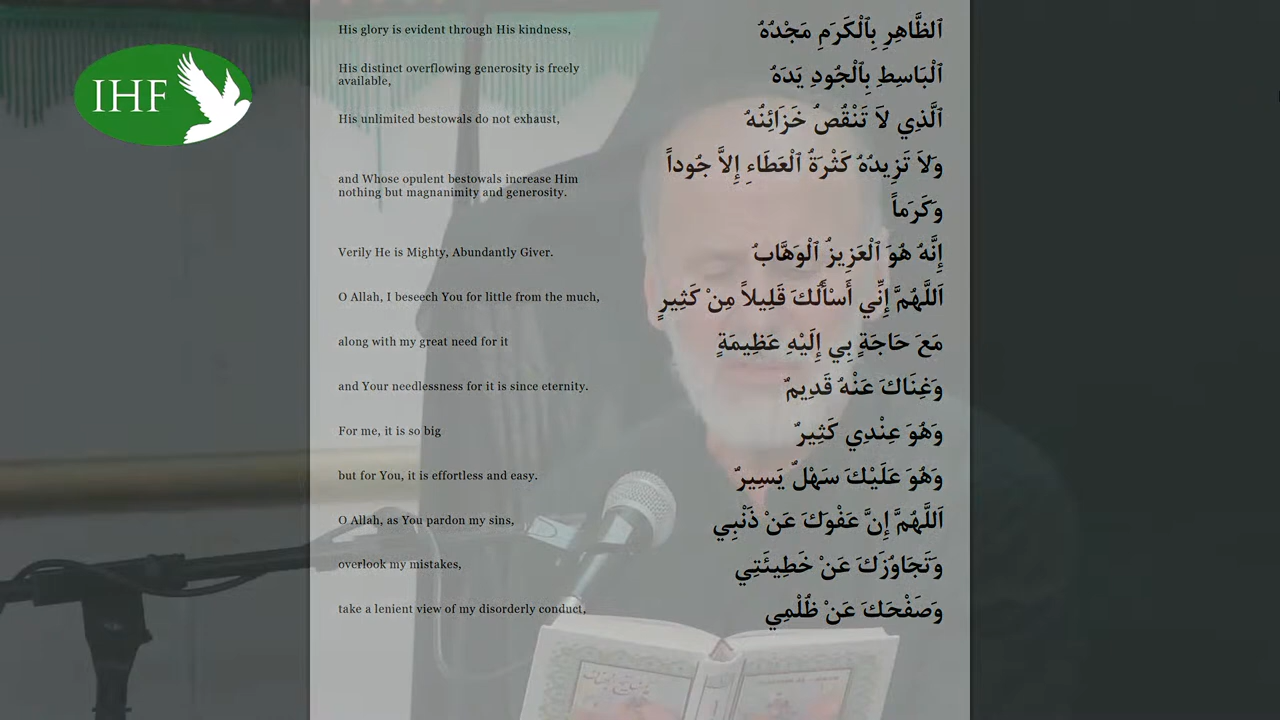 IHF
His glory is evident through His kindness,
ٱلظَّاهِرِ بِٱلْكَرَمِ مَجْدُهُ
His distinct overflowing generosity is freely
available,
ٱلْبَاسِطِ بِٱلْجُودِ يَدَهُ
His unlimited bestowals do not exhaust,
ٱلَّذِي لاَ تَنْقُصُ خَزَائِنُهُ
and Whose opulent bestowals increase Him
nothing but magnanimity and generosity.
وَلاَ تَزِيدُهُ كَثْرَةُ ٱلْعَطَاءِ إِلاَّ جُوداً
وَكَرَماً
Verily He is Mighty, Abundantly Giver.
إِنَّهُ هُوَ ٱلْعَزِيزُ ٱلْوَهَّابُ
O Allah, I beseech You for little from the much,
اَللَّهُمَّ إِنِّي أَسْأَلُكَ قَلِيلاً مِنْ كَثِيرٍ
along with my great need for it
مَعَ حَاجَةٍ بِي إِلَيْهِ عَظِيمَةٍ
and Your needlessness for it is since eternity.
وَغِنَاكَ عَنْهُ قَدِيمٌ
For me, it is so big
وَهُوَ عِنْدِي كَثِيرٌ
but for You, it is effortless and easy.
وَهُوَ عَلَيْكَ سَهْلٌ يَسِيرٌ
O Allah, as You pardon my sins,
اَللَّهُمَّ إِنَّ عَفْوَكَ عَنْ ذَنْبِي
overlook my mistakes,
وَتَجَاوُزَكَ عَنْ خَطِيئَتِي
take a lenient view of my disorderly conduct,
وَصَفْحَكَ عَنْ ظُلْمِي